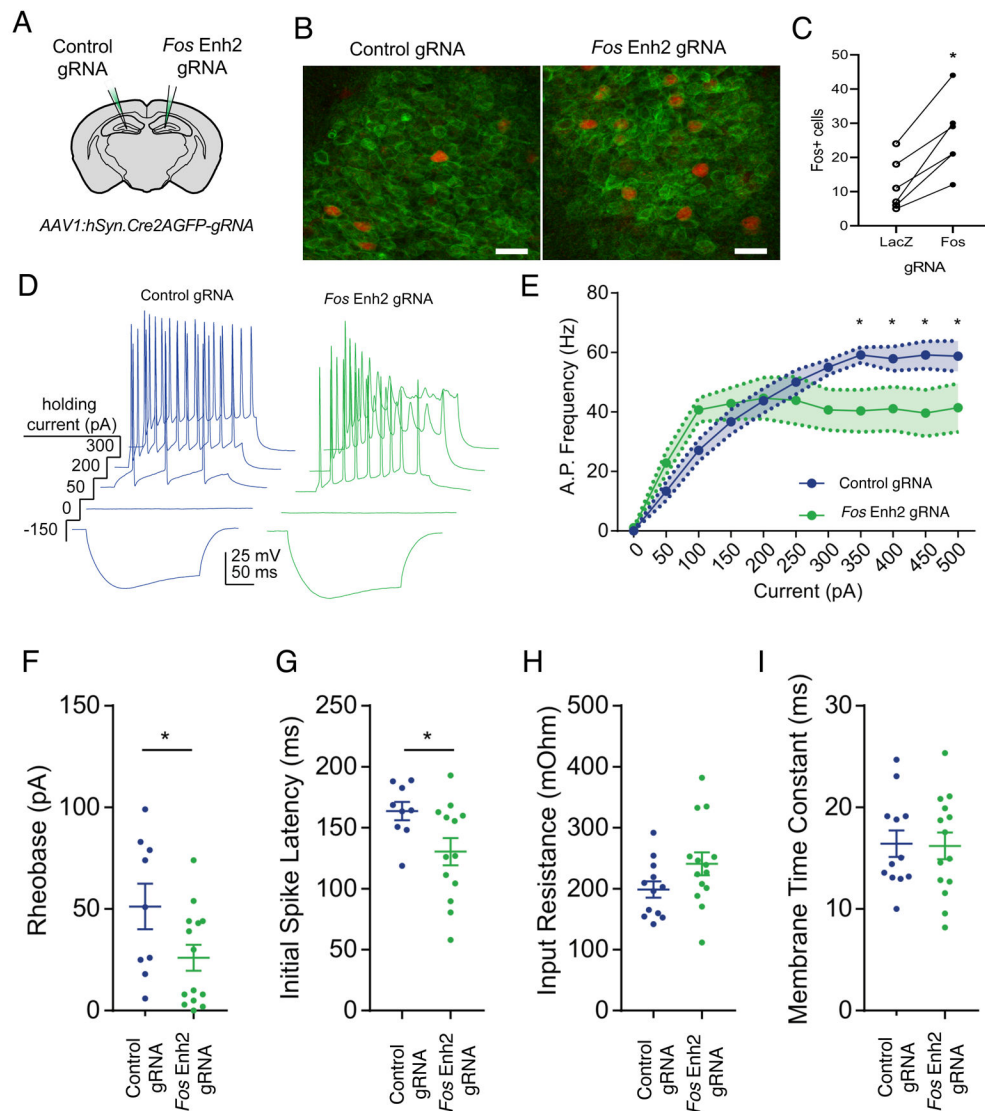 A
Control
gRNA
Fos Enh2
gRNA
AAV1:hSyn.Cre2AGFP-gRNA
B
Control gRNA
Fos Enh2 gRNA
C
*
Fos+ cells
50
40
30
20
10
0
LacZ
Fos
gRNA
D
Control gRNA
Fos Enh2 gRNA
holding
current (pA)
300
200
50
0
-150
25 mV
50 ms
E
A.P. Frequency (Hz)
80
60
40
20
0
* * * *
Control gRNA
Fos Enh2 gRNA
0 50 100 150 200 250 300 350 400 450 500
Current (pA)
F
Rheobase (pA)
150
100
50
0
*
Control
gRNA
Fos Enh2
gRNA
G
Initial Spike Latency (ms)
250
200
150
100
50
0
*
Control
gRNA
Fos Enh2
gRNA
H
Input Resistance (mOhm)
500
400
300
200
100
0
Control
gRNA
Fos Enh2
gRNA
I
Membrane Time Constant (ms)
30
20
10
0
Control
gRNA
Fos Enh2
gRNA